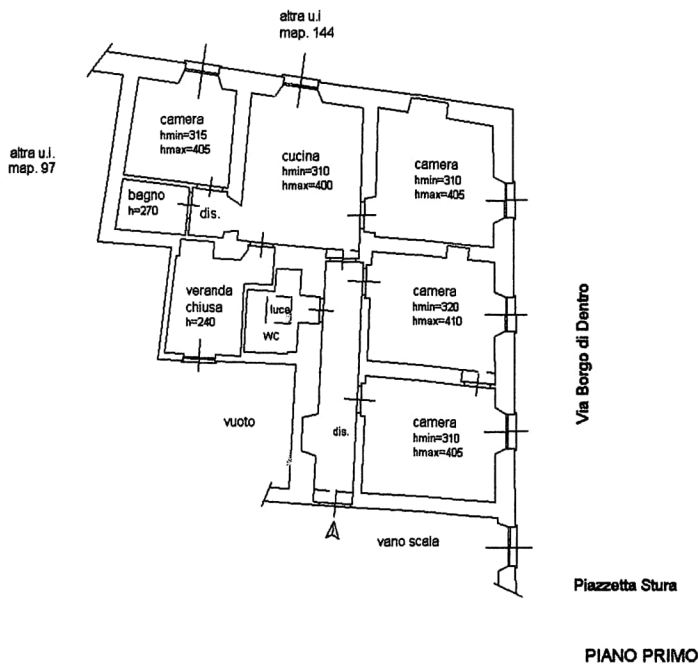 altra u.i
map. 144
altra u.i.
map. 97
camera
hmin=315
hmax=405
cucina
hmin=310
hmax=400
camera
hmin=310
hmax=405
bagno
h=270
dis.
veranda
chiusa
h=240
luce
wc
camera
hmin=320
hmax=410
Via Borgo di Dentro
vuoto
dis.
camera
hmin=310
hmax=405
vano scala
Piazzetta Stura
PIANO PRIMO